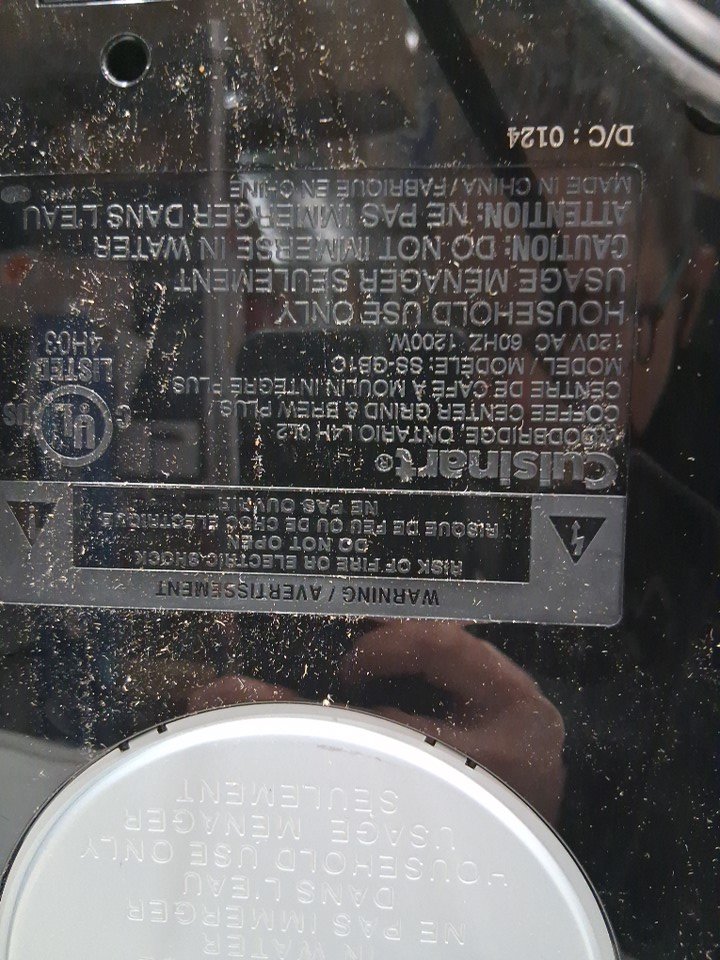 IN WATER
NE PAS IMMERGER
DANS L'EAU
HOUSEHOLD USE ONLY
USAGE MÉNAGER
SEULEMENT
WARNING / AVERTISSEMENT
RISK OF FIRE OR ELECTRIC SHOCK
DO NOT OPEN
RISQUE DE FEU OU DE CHOC ÉLECTRIQUE
NE PAS OUVRIR
Cuisinart®
WOODBRIDGE, ONTARIO L4H 0L2
COFFEE CENTER GRIND & BREW PLUS /
CENTRE DE CAFÉ À MOULIN INTÉGRÉ PLUS
MODEL / MODÈLE: SS-GB1C
120V AC 60HZ 1200W
C UL US
LISTED
4H03
HOUSEHOLD USE ONLY
USAGE MÉNAGER SEULEMENT
CAUTION: DO NOT IMMERSE IN WATER
ATTENTION: NE PAS IMMERGER DANS L'EAU
MADE IN CHINA / FABRIQUÉ EN CHINE
D/C : 0124